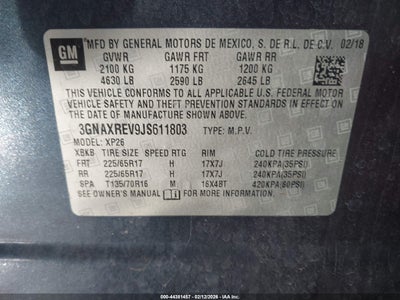 GM
MFD BY GENERAL MOTORS DE MEXICO, S. DE R.L. DE C.V. 02/18
GVWR GAWR FRT GAWR RR
2100 KG 1175 KG 1200 KG
4630 LB 2590 LB 2645 LB
THIS VEHICLE CONFORMS TO ALL APPLICABLE U.S. FEDERAL MOTOR
VEHICLE SAFETY, BUMPER, AND THEFT PREVENTION STANDARDS IN
EFFECT ON THE DATE OF MANUFACTURE SHOWN ABOVE.
3GNAXREV9JS611803 TYPE: M.P.V.
MODEL: XP26
XBKB TIRE SIZE SPEED RTG RIM COLD TIRE PRESSURE
FRT 225/65R17 H 17X7J 240KPA(35PSI)
RR 225/65R17 H 17X7J 240KPA(35PSI)
SPA T135/70R16 M 16X4BT 420KPA(60PSI)
SEE OWNER MANUAL FOR ADDITIONAL INFORMATION
000-44381457 - 02/12/2026 - © IAA, Inc.